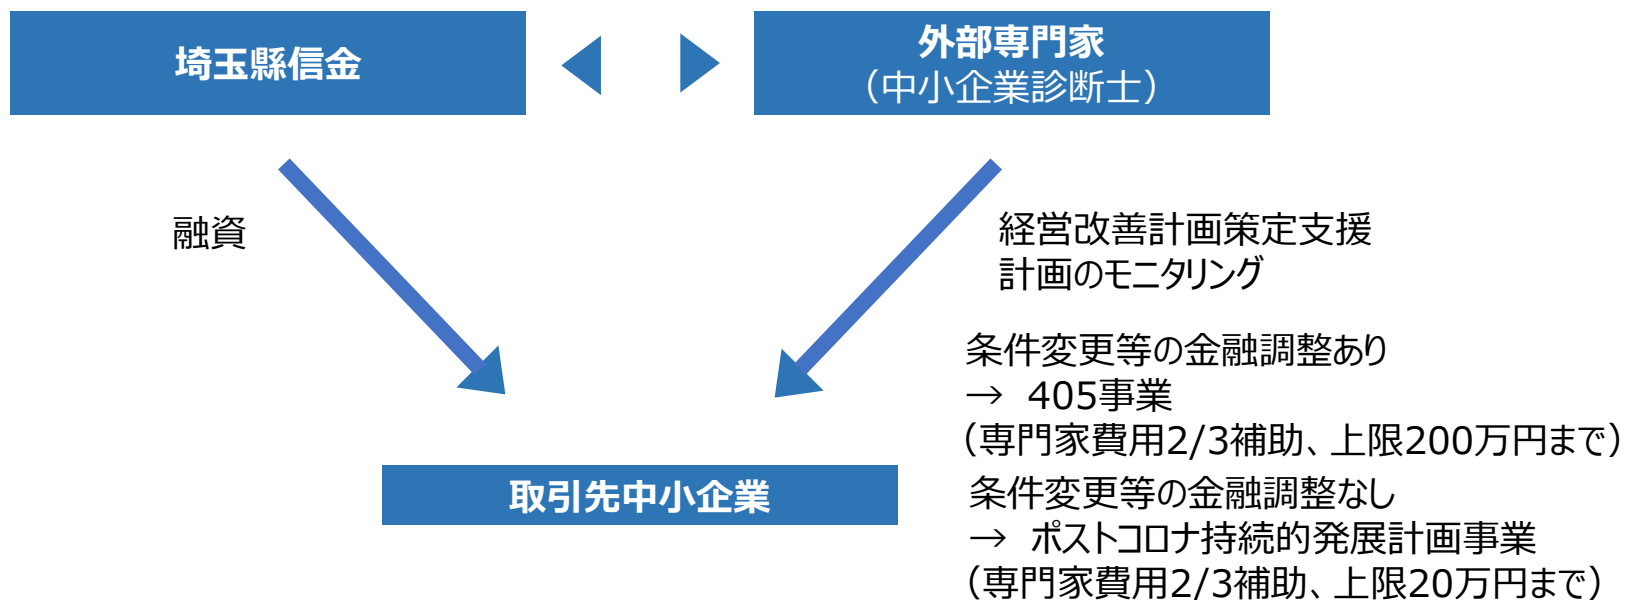 埼玉縣信金
外部専門家
（中小企業診断士）
融資
経営改善計画策定支援
計画のモニタリング
条件変更等の金融調整あり
→ 405事業
（専門家費用2/3補助、上限200万円まで）
取引先中小企業
条件変更等の金融調整なし
→ ポストコロナ持続的発展計画事業
（専門家費用2/3補助、上限20万円まで）